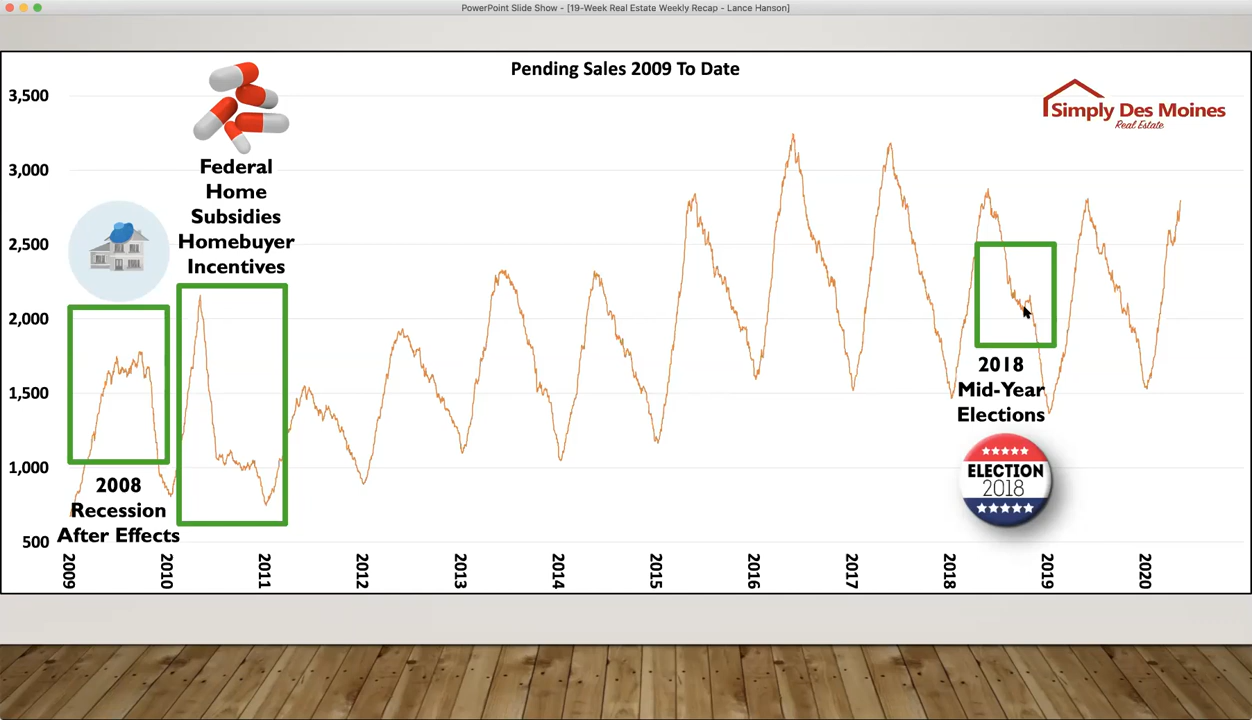 PowerPoint Slide Show - [19-Week Real Estate Weekly Recap - Lance Hanson]
Pending Sales 2009 To Date
Simply Des Moines
Real Estate
3,500
3,000
2,500
2,000
1,500
1,000
500
Federal
Home
Subsidies
Homebuyer
Incentives
2008
Recession
After Effects
2018
Mid-Year
Elections
ELECTION
2018
2009
2010
2011
2012
2013
2014
2015
2016
2017
2018
2019
2020